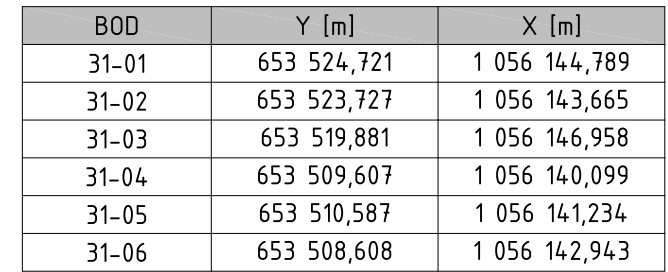 BOD Y [m] X [m]
31-01 653 524,721 1 056 144,789
31-02 653 523,727 1 056 143,665
31-03 653 519,881 1 056 146,958
31-04 653 509,607 1 056 140,099
31-05 653 510,587 1 056 141,234
31-06 653 508,608 1 056 142,943